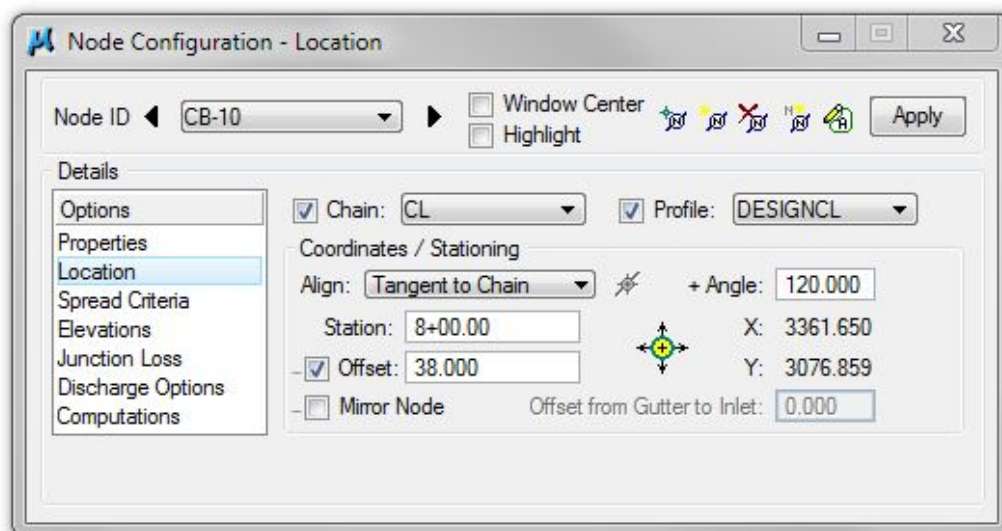 Node Configuration - Location
Node ID CB-10 Window Center Apply
Highlight
Details
Options
Properties
Location
Spread Criteria
Elevations
Junction Loss
Discharge Options
Computations
Chain: CL Profile: DESIGNCL
Coordinates / Stationing
Align: Tangent to Chain + Angle: 120.000
Station: 8+00.00 X: 3361.650
Offset: 38.000 Y: 3076.859
Mirror Node Offset from Gutter to Inlet: 0.000